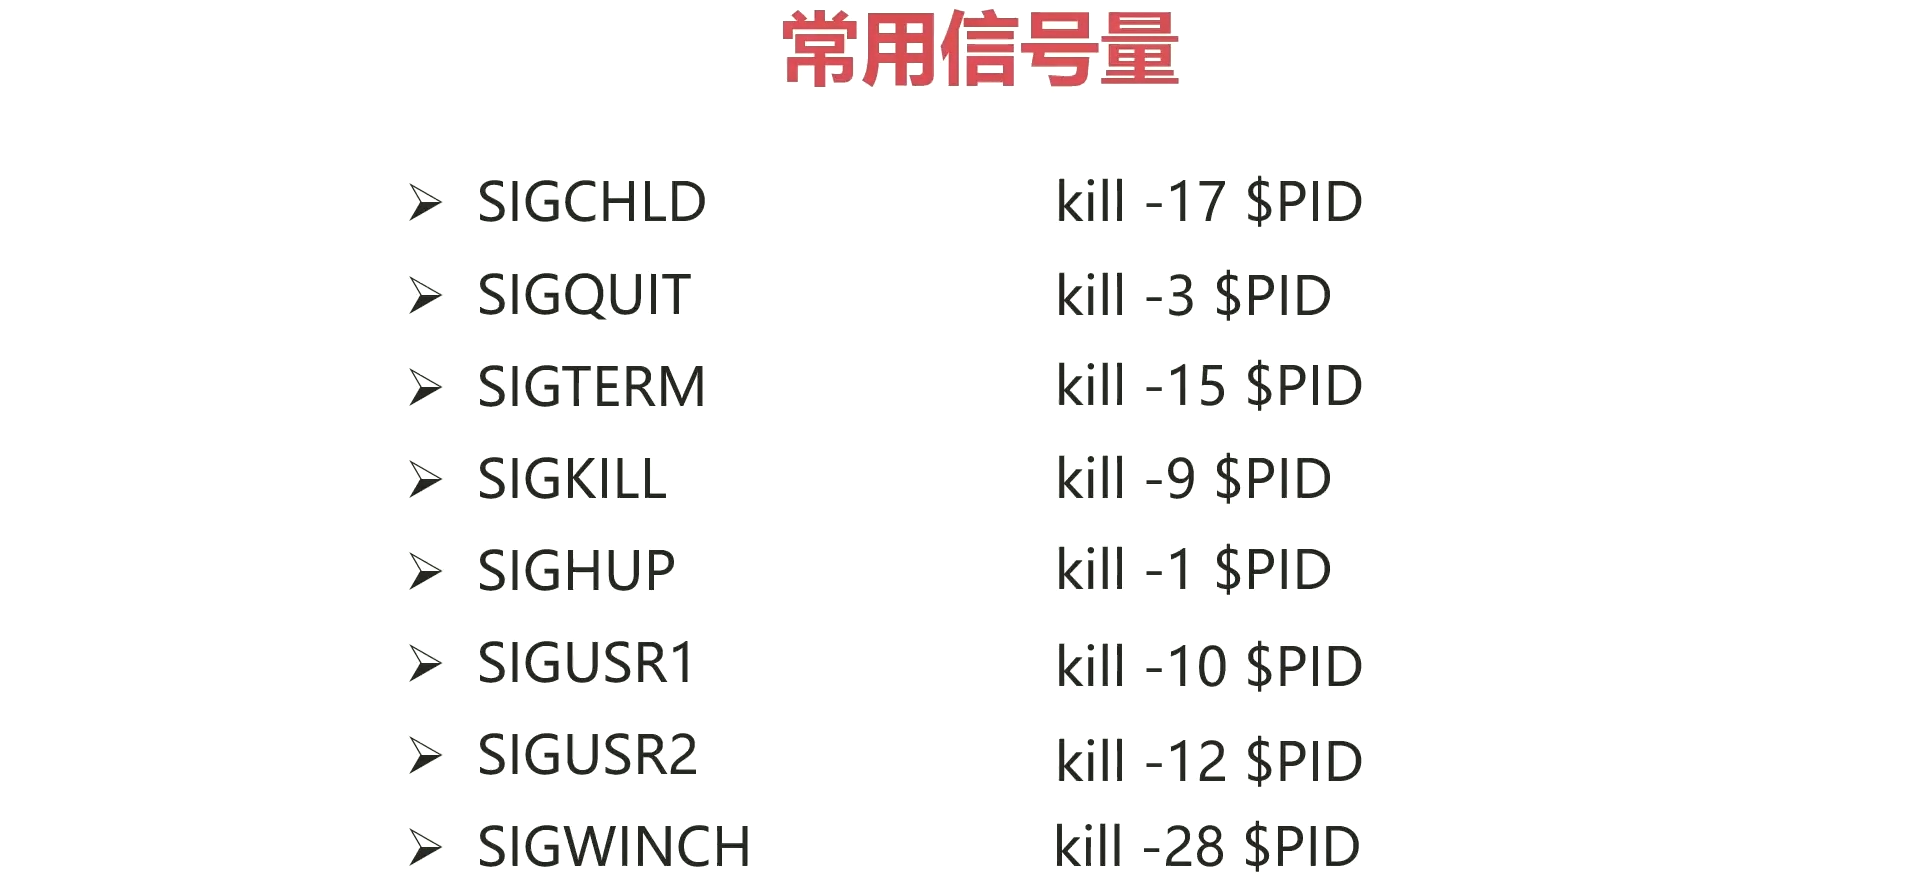 常用信号量
➢ SIGCHLD kill -17 $PID
➢ SIGQUIT kill -3 $PID
➢ SIGTERM kill -15 $PID
➢ SIGKILL kill -9 $PID
➢ SIGHUP kill -1 $PID
➢ SIGUSR1 kill -10 $PID
➢ SIGUSR2 kill -12 $PID
➢ SIGWINCH kill -28 $PID